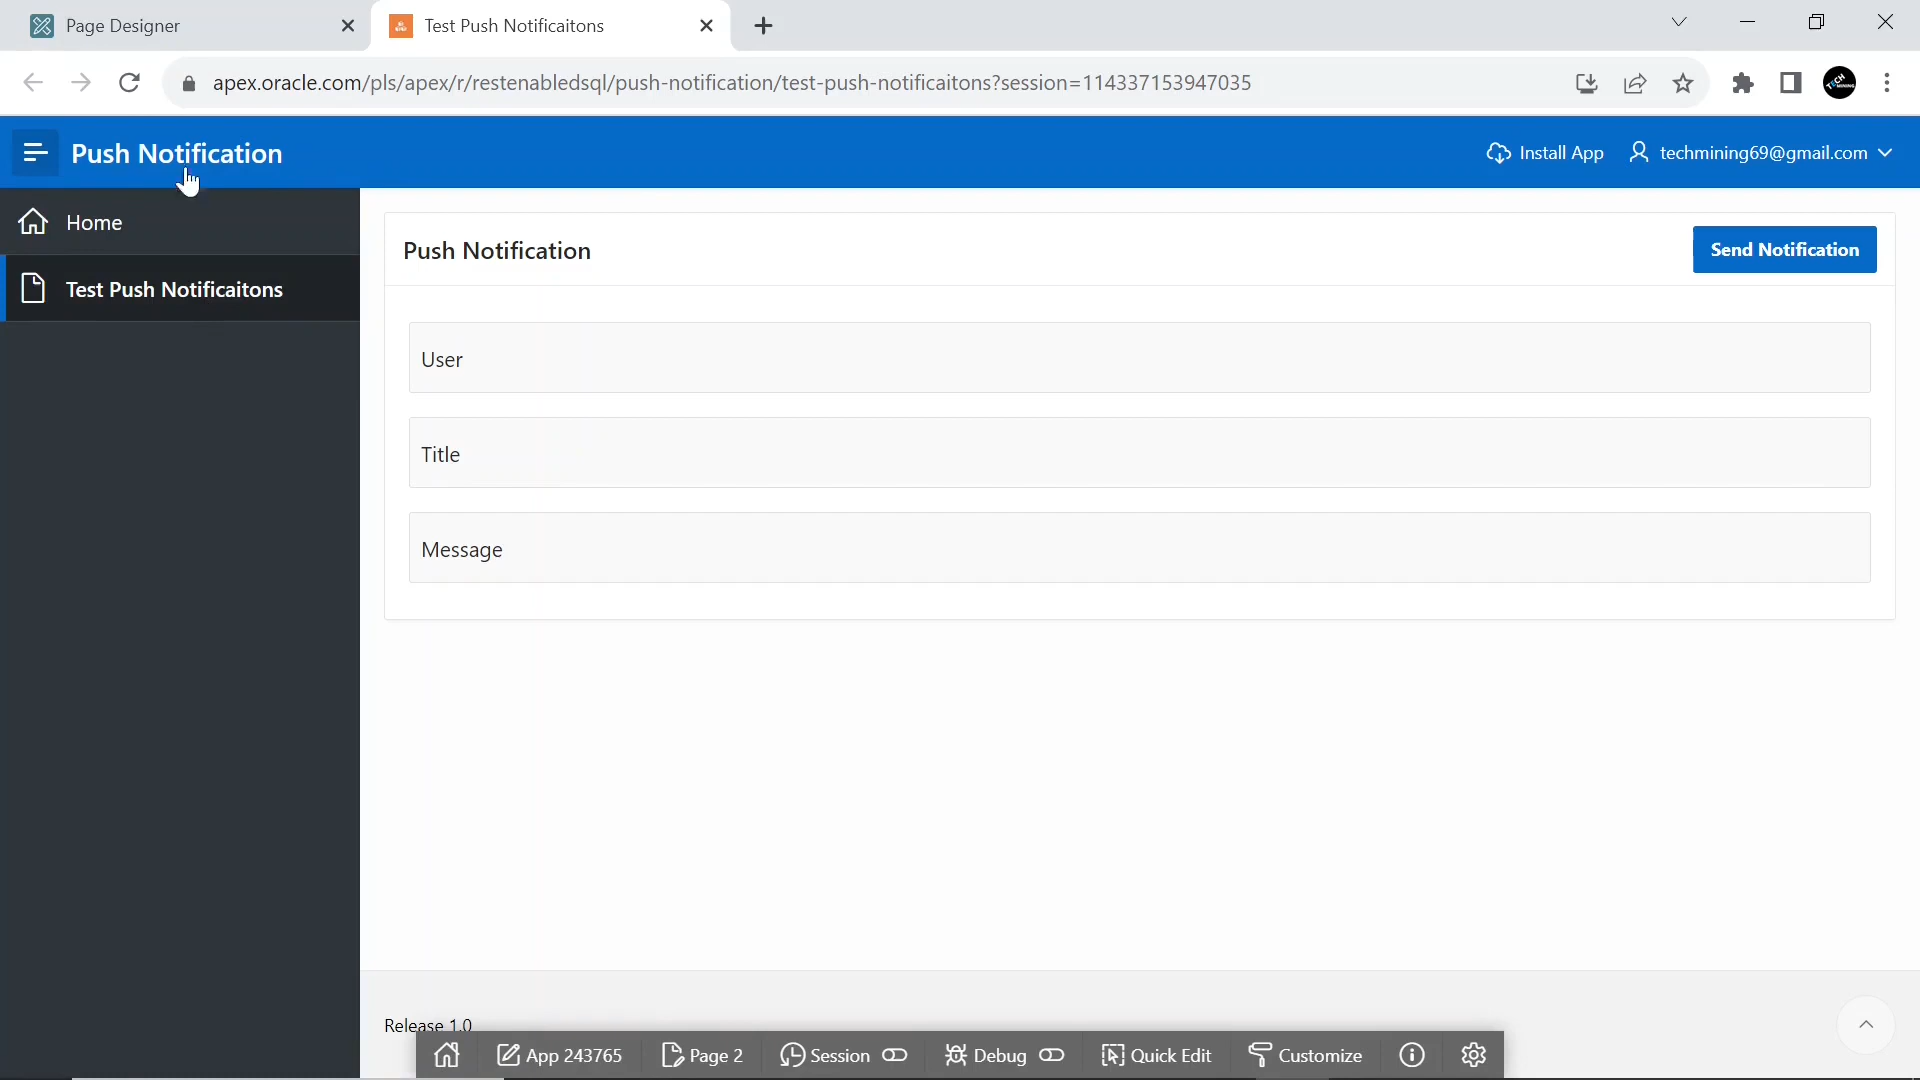 Page Designer
Test Push Notificaitons
apex.oracle.com/pls/apex/r/restenabledsql/push-notification/test-push-notificaitons?session=114337153947035
Push Notification
Install App
techmining69@gmail.com
Home
Test Push Notificaitons
Push Notification
Send Notification
User
Title
Message
Release 1.0
App 243765
Page 2
Session
Debug
Quick Edit
Customize